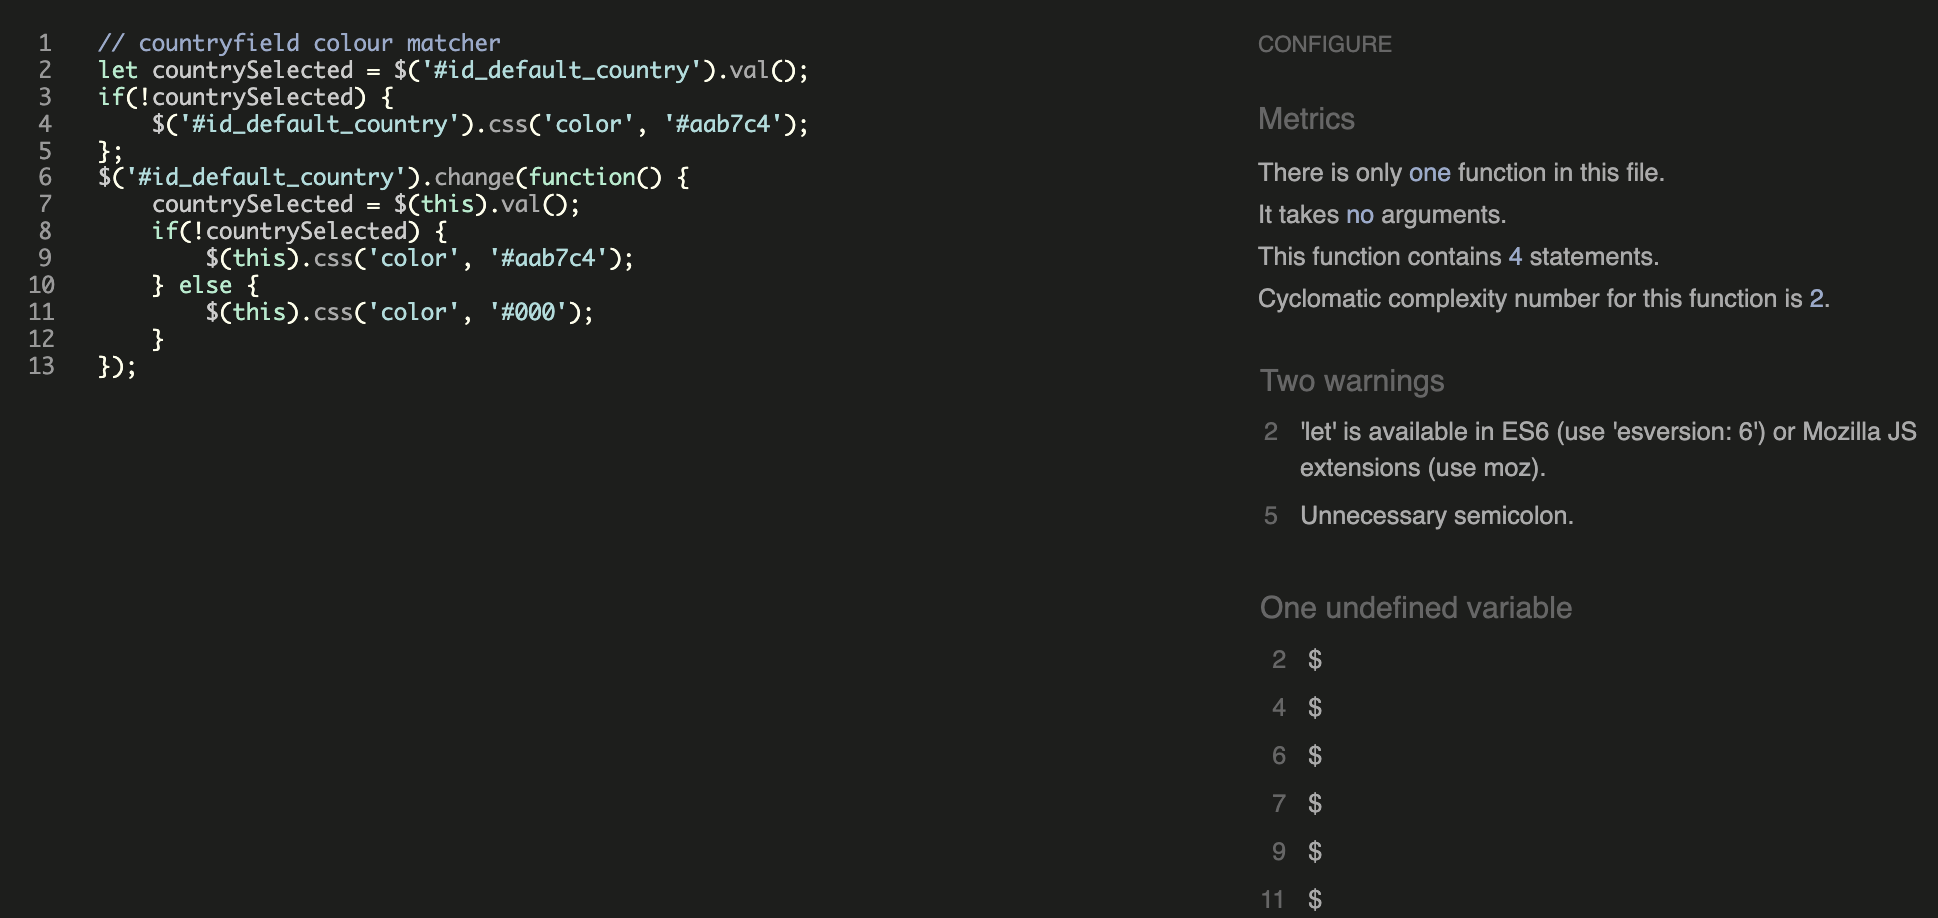 1 // countryfield colour matcher
2 let countrySelected = $('#id_default_country').val();
3 if(!countrySelected) {
4     $('#id_default_country').css('color', '#aab7c4');
5 };
6 $('#id_default_country').change(function() {
7     countrySelected = $(this).val();
8     if(!countrySelected) {
9         $(this).css('color', '#aab7c4');
10     } else {
11         $(this).css('color', '#000');
12     }
13 });
CONFIGURE
Metrics
There is only one function in this file.
It takes no arguments.
This function contains 4 statements.
Cyclomatic complexity number for this function is 2.
Two warnings
2 'let' is available in ES6 (use 'esversion: 6') or Mozilla JS
extensions (use moz).
5 Unnecessary semicolon.
One undefined variable
2 $
4 $
6 $
7 $
9 $
11 $